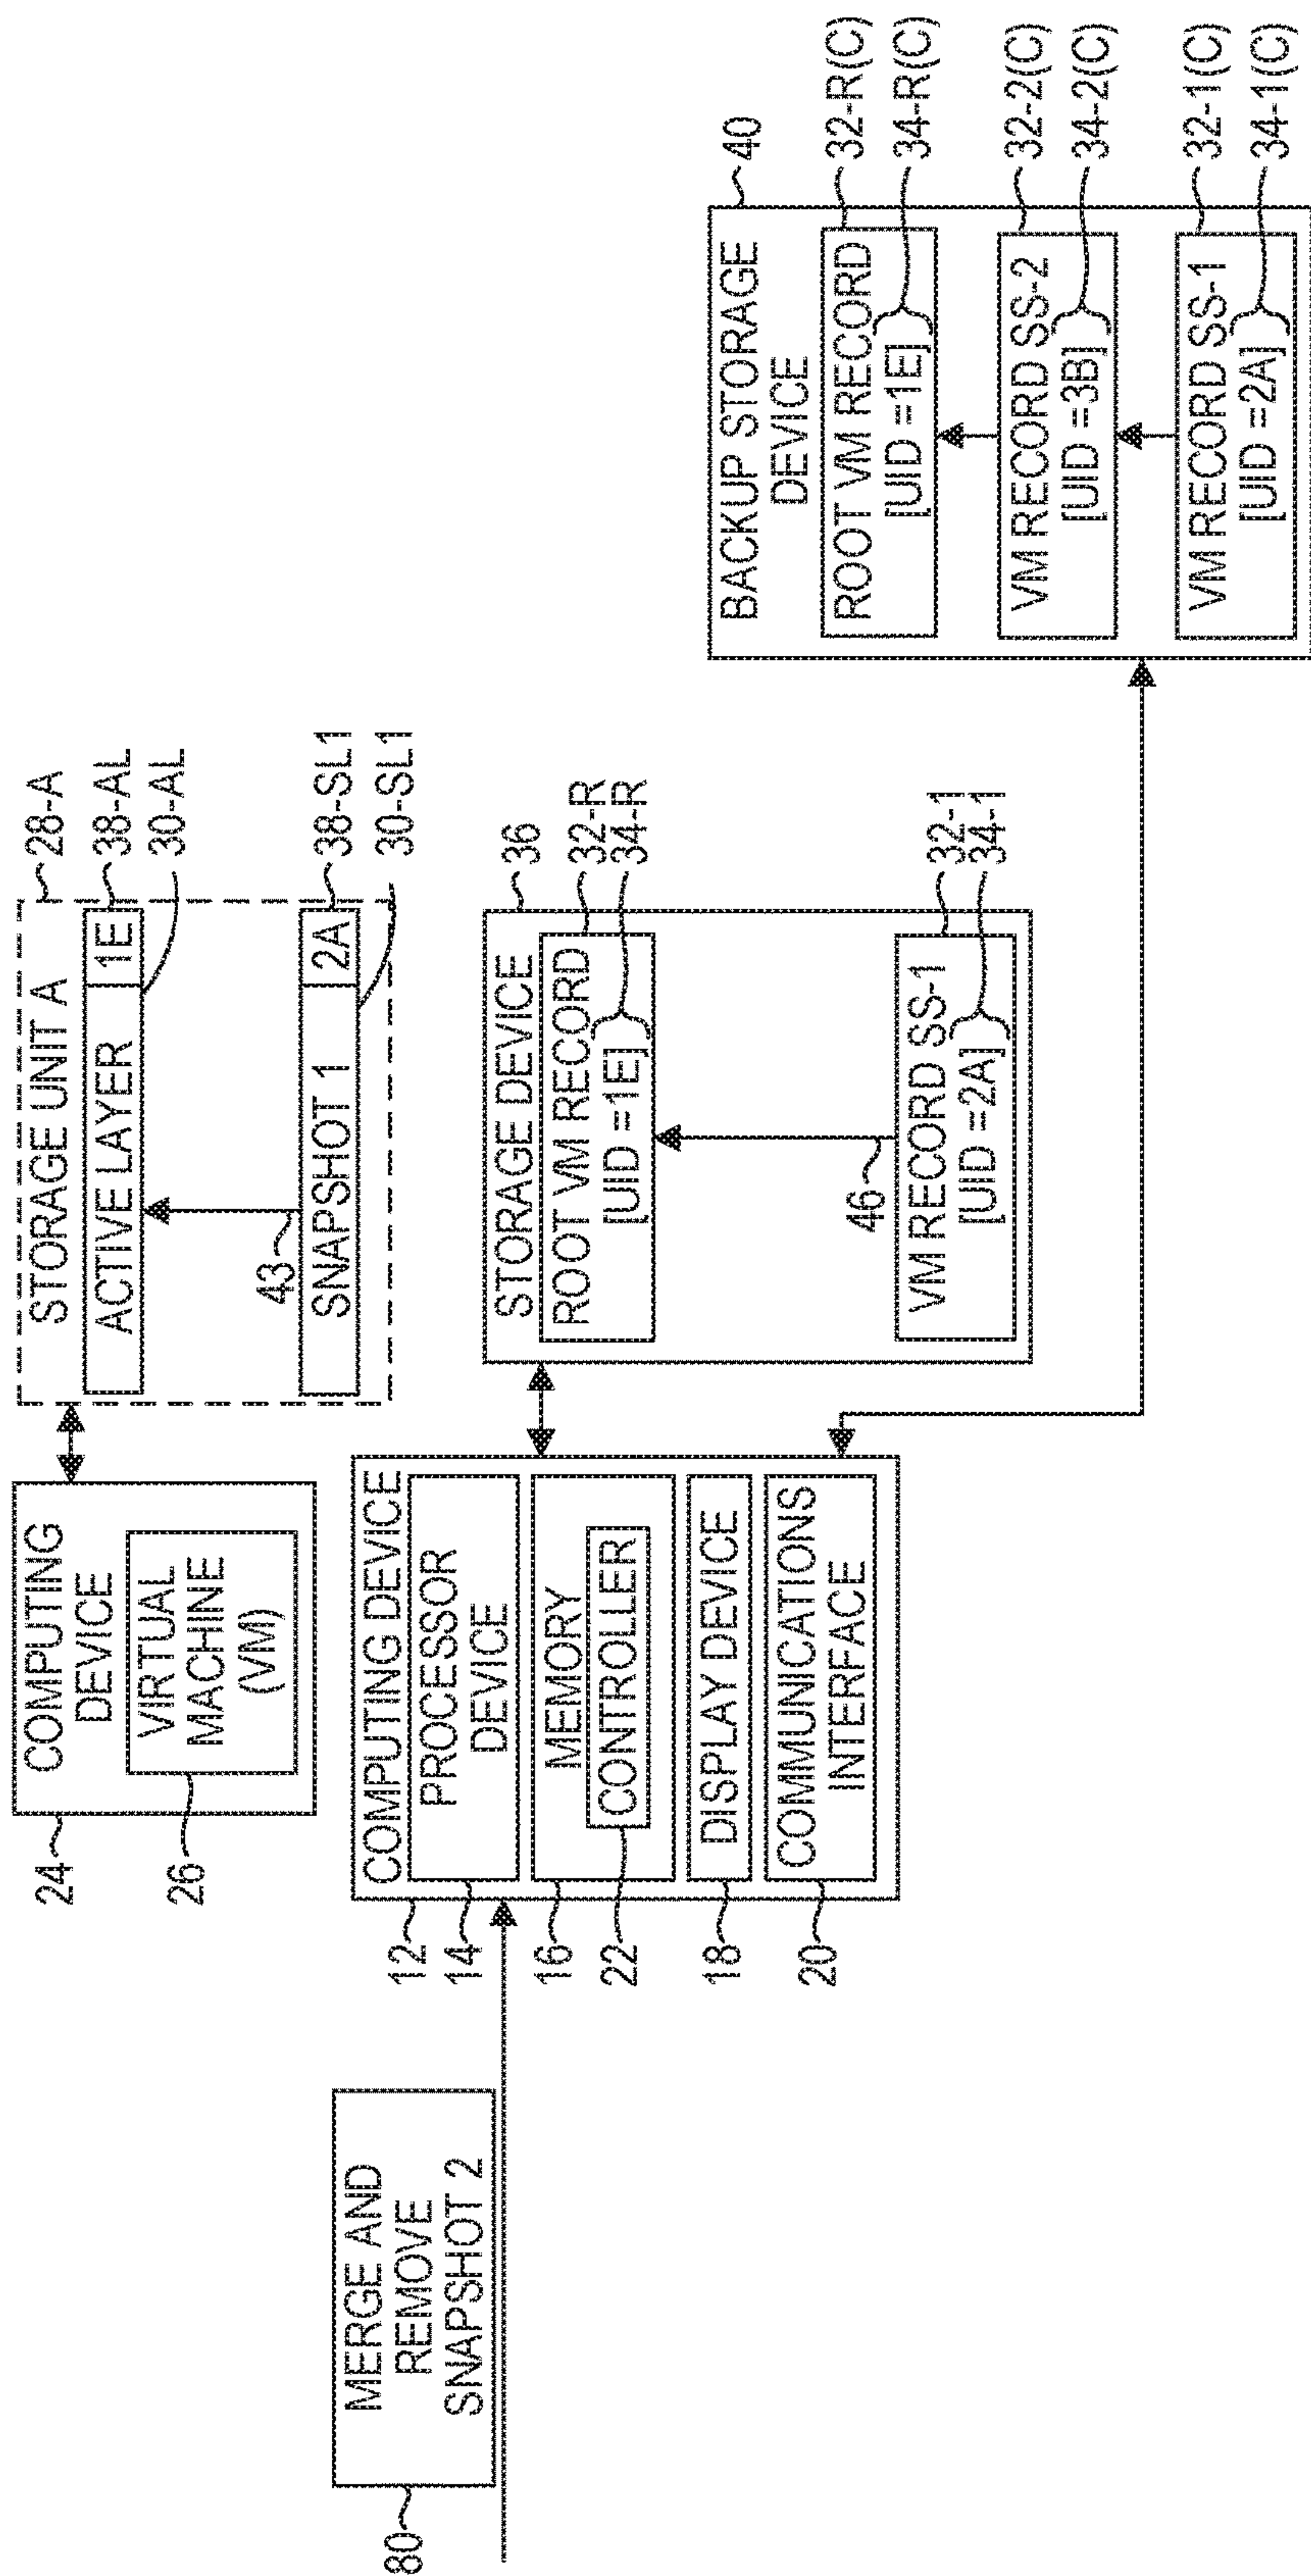 80
MERGE AND
REMOVE
SNAPSHOT 2
24
COMPUTING
DEVICE
26
VIRTUAL
MACHINE
(VM)
12
COMPUTING DEVICE
14
PROCESSOR
DEVICE
16
MEMORY
22
CONTROLLER
18
DISPLAY DEVICE
20
COMMUNICATIONS
INTERFACE
STORAGE UNIT A
28-A
ACTIVE LAYER
1E
38-AL
30-AL
43
SNAPSHOT 1
2A
38-SL1
30-SL1
STORAGE DEVICE
36
ROOT VM RECORD
[UID =1E]
32-R
34-R
46
VM RECORD SS-1
[UID =2A]
32-1
34-1
BACKUP STORAGE
DEVICE
40
ROOT VM RECORD
[UID =1E]
32-R(C)
34-R(C)
VM RECORD SS-2
[UID =3B]
32-2(C)
34-2(C)
VM RECORD SS-1
[UID =2A]
32-1(C)
34-1(C)